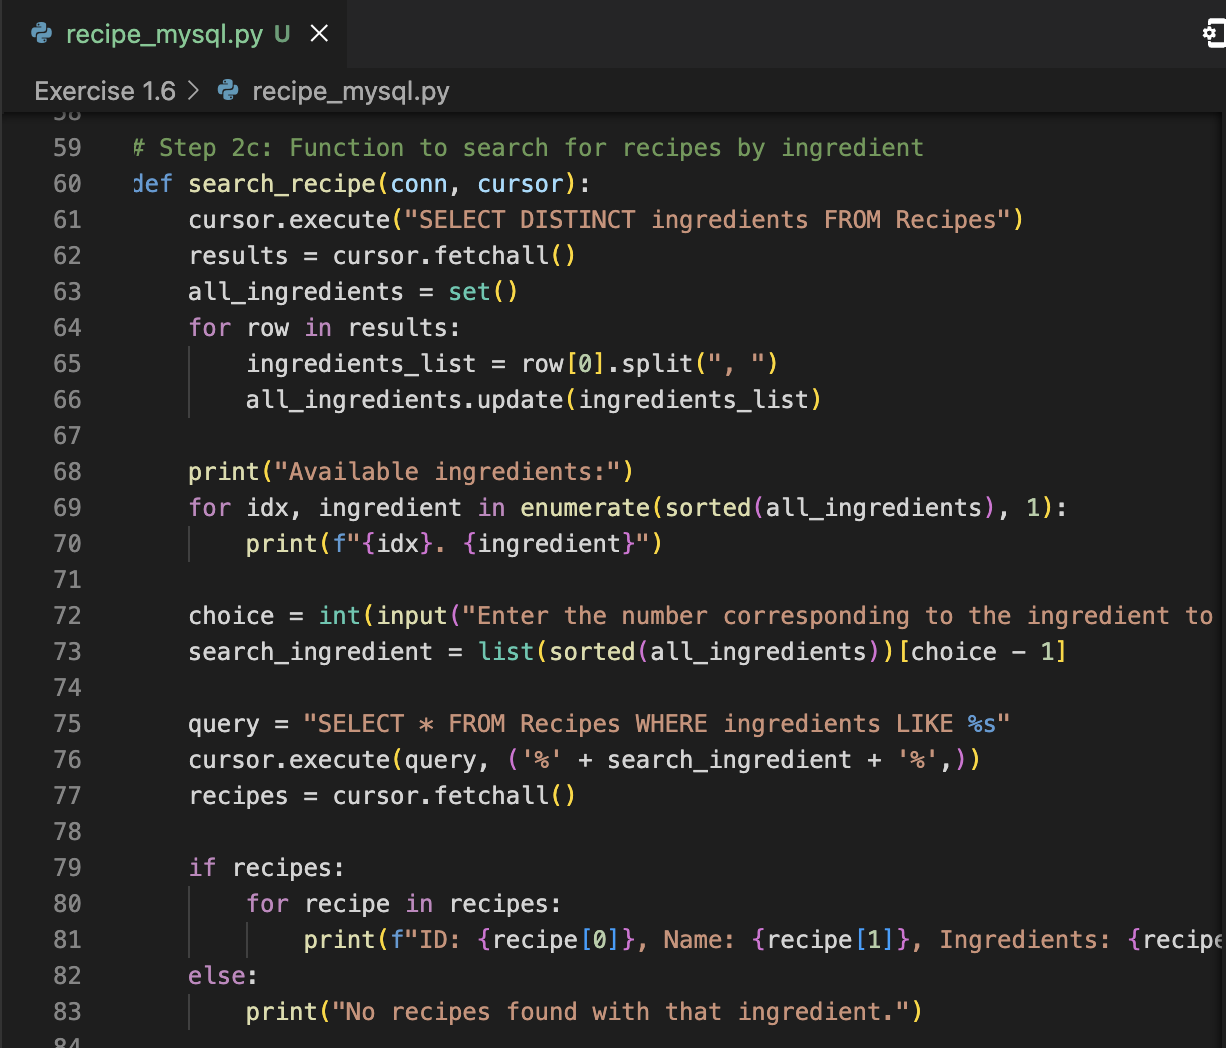 recipe_mysql.py U
Exercise 1.6 > recipe_mysql.py
58
59 # Step 2c: Function to search for recipes by ingredient
60 def search_recipe(conn, cursor):
61     cursor.execute("SELECT DISTINCT ingredients FROM Recipes")
62     results = cursor.fetchall()
63     all_ingredients = set()
64     for row in results:
65         ingredients_list = row[0].split(", ")
66         all_ingredients.update(ingredients_list)
67
68     print("Available ingredients:")
69     for idx, ingredient in enumerate(sorted(all_ingredients), 1):
70         print(f"{idx}. {ingredient}")
71
72     choice = int(input("Enter the number corresponding to the ingredient to
73     search_ingredient = list(sorted(all_ingredients))[choice - 1]
74
75     query = "SELECT * FROM Recipes WHERE ingredients LIKE %s"
76     cursor.execute(query, ('%' + search_ingredient + '%',))
77     recipes = cursor.fetchall()
78
79     if recipes:
80         for recipe in recipes:
81             print(f"ID: {recipe[0]}, Name: {recipe[1]}, Ingredients: {recipe
82     else:
83         print("No recipes found with that ingredient.")
84